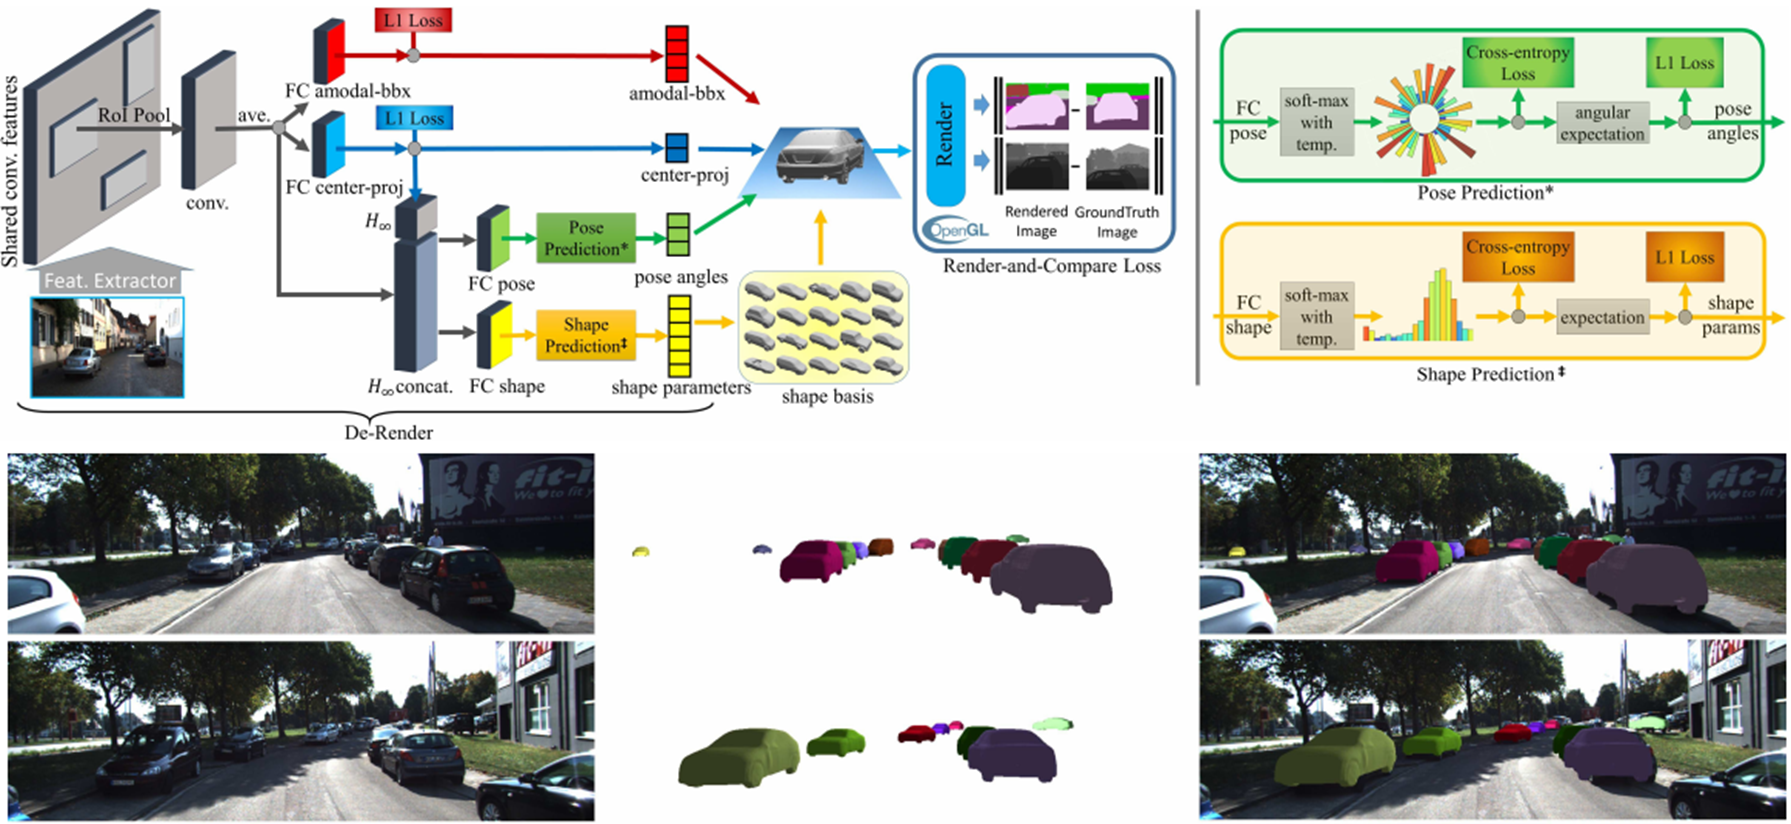 Shared conv. features
RoI Pool
conv.
ave.
L1 Loss
FC amodal-bbx
amodal-bbx
L1 Loss
FC center-proj
center-proj
H∞
FC pose
Pose
Prediction*
pose angles
Feat. Extractor
H∞concat.
FC shape
Shape
Prediction‡
shape parameters
shape basis
De-Render
Render
OpenGL
Rendered
Image
GroundTruth
Image
Render-and-Compare Loss
FC
pose
soft-max
with
temp.
Cross-entropy
Loss
angular
expectation
L1 Loss
pose
angles
Pose Prediction*
FC
shape
soft-max
with
temp.
Cross-entropy
Loss
expectation
L1 Loss
shape
params
Shape Prediction‡
fit-i
We to fit y
fit-i
We to fit